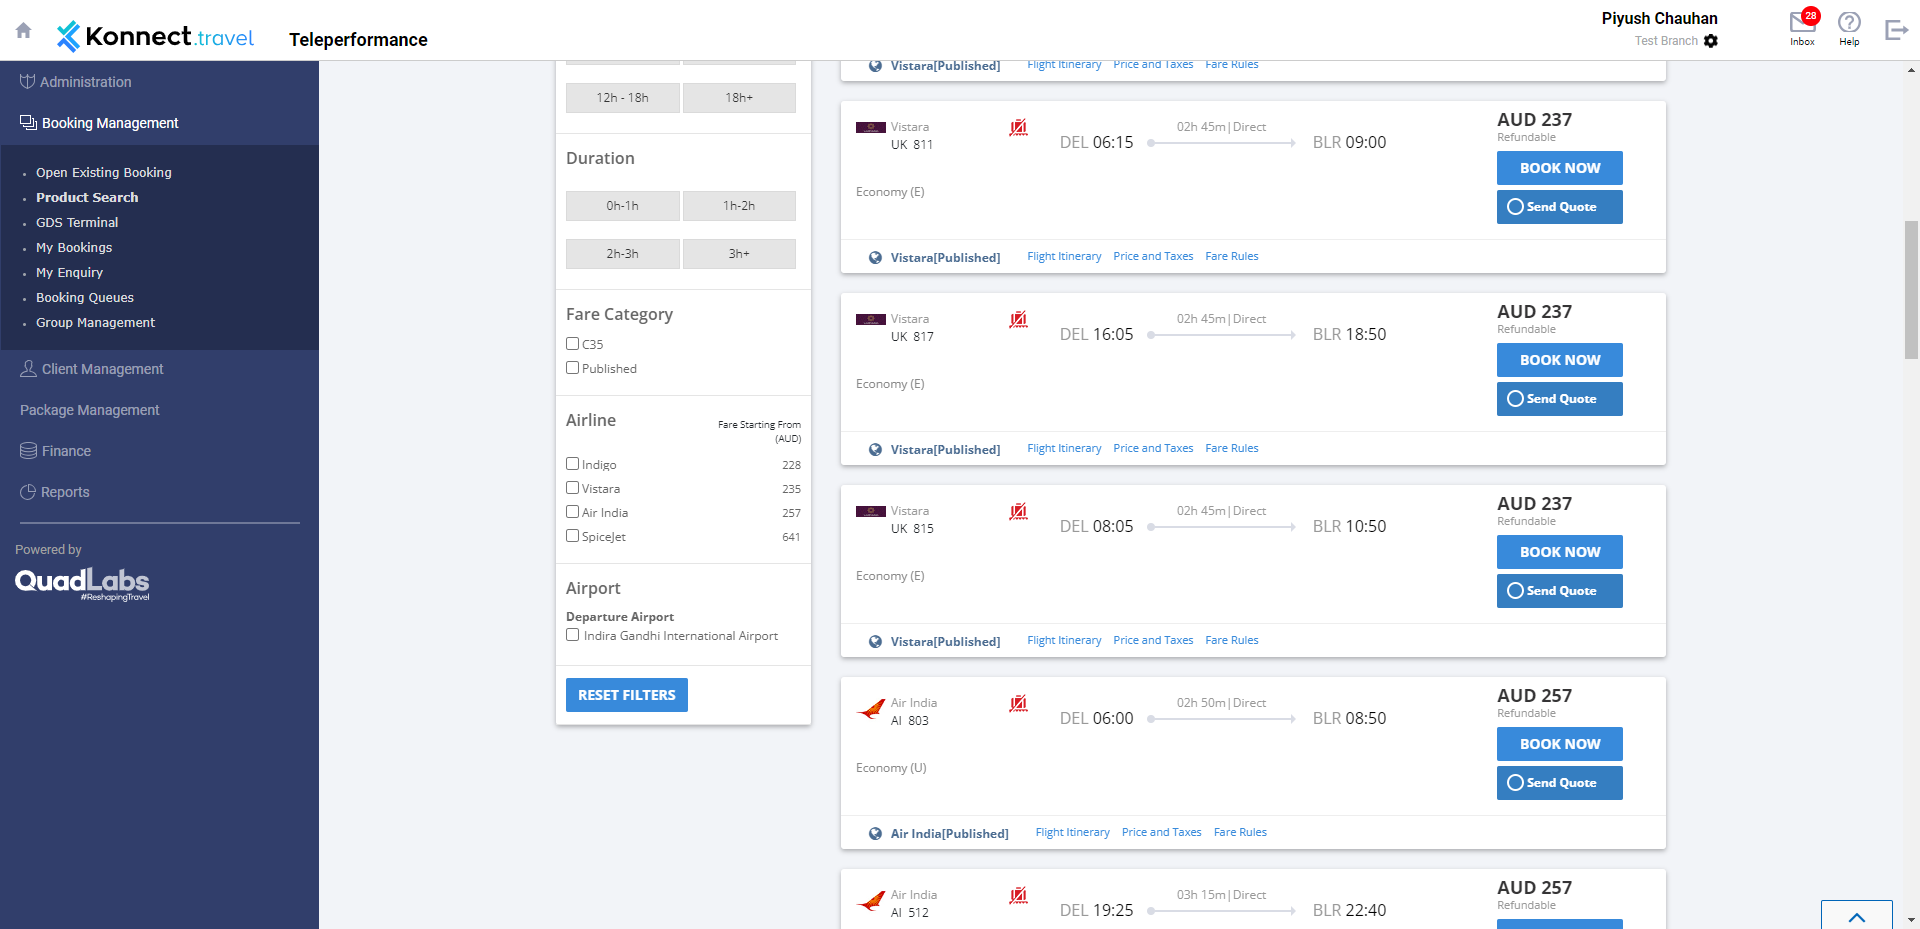 Konnect.travel
Teleperformance
Piyush Chauhan
Test Branch
28
Inbox
Help
Administration
Booking Management
Open Existing Booking
Product Search
GDS Terminal
My Bookings
My Enquiry
Booking Queues
Group Management
Client Management
Package Management
Finance
Reports
Powered by
QuadLabs
#ReshapingTravel
12h - 18h 18h+
Duration
0h-1h 1h-2h
2h-3h 3h+
Fare Category
C35
Published
Airline Fare Starting From
(AUD)
Indigo 228
Vistara 235
Air India 257
SpiceJet 641
Airport
Departure Airport
Indira Gandhi International Airport
RESET FILTERS
Vistara[Published] Flight Itinerary Price and Taxes Fare Rules
Vistara
UK 811
DEL 06:15
02h 45m|Direct
BLR 09:00
AUD 237
Refundable
BOOK NOW
Send Quote
Economy (E)
Vistara[Published] Flight Itinerary Price and Taxes Fare Rules
Vistara
UK 817
DEL 16:05
02h 45m|Direct
BLR 18:50
AUD 237
Refundable
BOOK NOW
Send Quote
Economy (E)
Vistara[Published] Flight Itinerary Price and Taxes Fare Rules
Vistara
UK 815
DEL 08:05
02h 45m|Direct
BLR 10:50
AUD 237
Refundable
BOOK NOW
Send Quote
Economy (E)
Vistara[Published] Flight Itinerary Price and Taxes Fare Rules
Air India
AI 803
DEL 06:00
02h 50m|Direct
BLR 08:50
AUD 257
Refundable
BOOK NOW
Send Quote
Economy (U)
Air India[Published] Flight Itinerary Price and Taxes Fare Rules
Air India
AI 512
DEL 19:25
03h 15m|Direct
BLR 22:40
AUD 257
Refundable